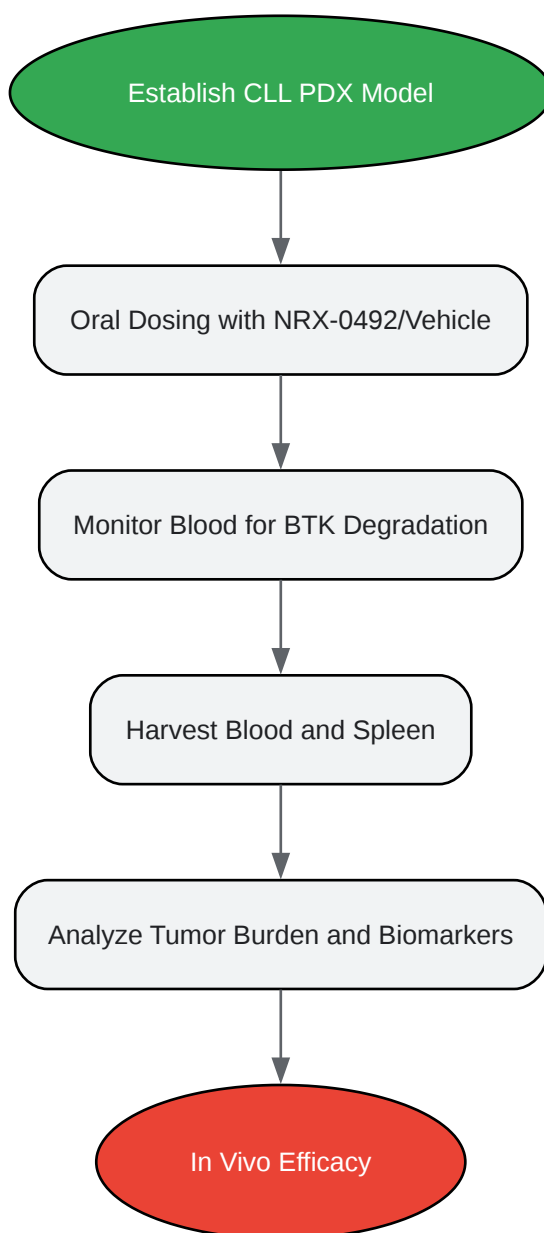 Establish CLL PDX Model
Oral Dosing with NRX-0492/Vehicle
Monitor Blood for BTK Degradation
Harvest Blood and Spleen
Analyze Tumor Burden and Biomarkers
In Vivo Efficacy